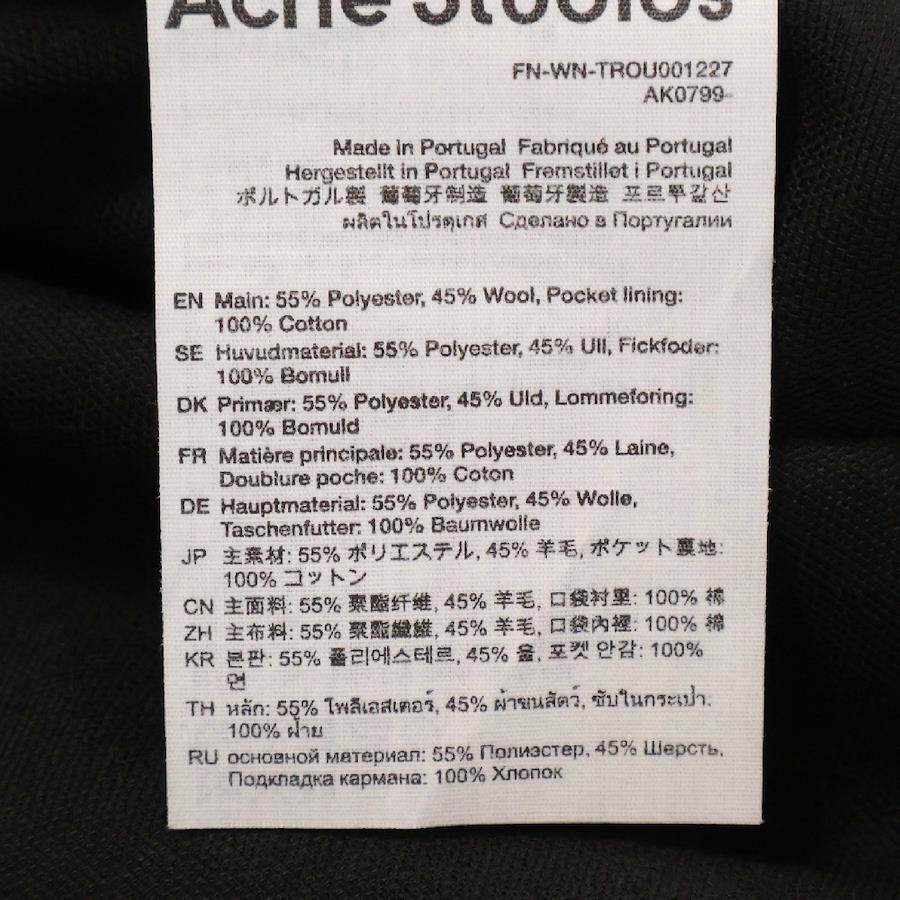 Acne Studios
FN-WN-TROU001227
AK0799-
Made in Portugal Fabriqué au Portugal
Hergestellt in Portugal Fremstillet i Portugal
ポルトガル製 葡萄牙制造 葡萄牙製造 포르투갈산
ผลิตในโปรตุเกส Сделано в Португалии
EN Main: 55% Polyester, 45% Wool, Pocket lining:
100% Cotton
SE Huvudmaterial: 55% Polyester, 45% Ull, Fickfoder:
100% Bomull
DK Primær: 55% Polyester, 45% Uld, Lommeforing:
100% Bomuld
FR Matière principale: 55% Polyester, 45% Laine,
Doublure poche: 100% Coton
DE Hauptmaterial: 55% Polyester, 45% Wolle,
Taschenfutter: 100% Baumwolle
JP 主素材: 55% ポリエステル, 45% 羊毛, ポケット裏地:
100% コットン
CN 主面料: 55% 聚酯纤维, 45% 羊毛, 口袋衬里: 100% 棉
ZH 主布料: 55% 聚酯纖維, 45% 羊毛, 口袋內裡: 100% 棉
KR 본판: 55% 폴리에스테르, 45% 울, 포켓 안감: 100%
면
TH หลัก: 55% โพลีเอสเตอร์, 45% ผ้าขนสัตว์, ซับในกระเป๋า:
100% ฝ้าย
RU основной материал: 55% Полиэстер, 45% Шерсть,
Подкладка кармана: 100% Хлопок